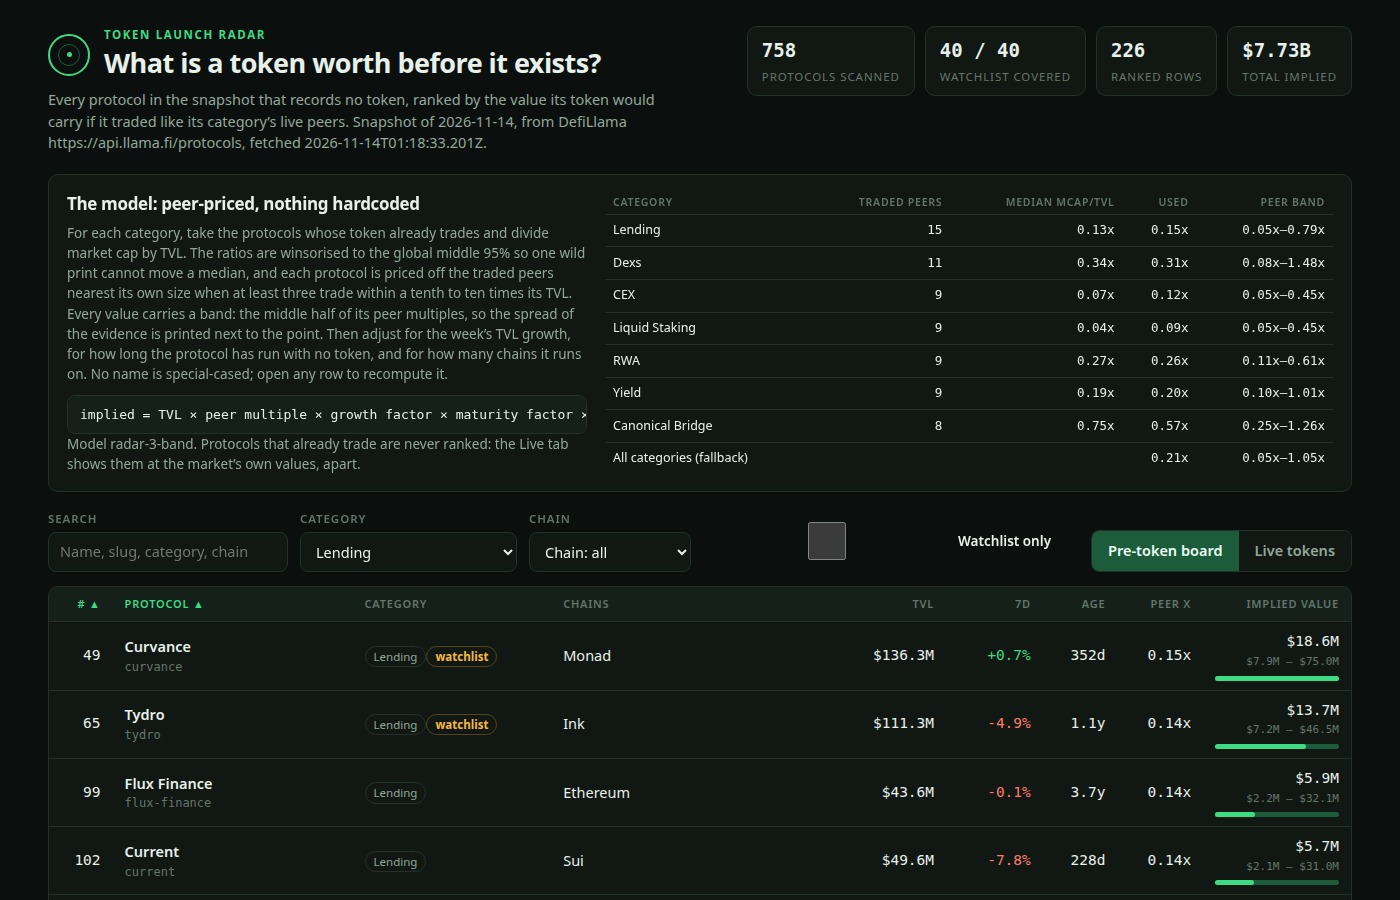 TOKEN LAUNCH RADAR
What is a token worth before it exists?
Every protocol in the snapshot that records no token, ranked by the value its token would
carry if it traded like its category’s live peers. Snapshot of 2026-11-14, from DefiLlama
https://api.llama.fi/protocols, fetched 2026-11-14T01:18:33.201Z.
758
PROTOCOLS SCANNED
40 / 40
WATCHLIST COVERED
226
RANKED ROWS
$7.73B
TOTAL IMPLIED
The model: peer-priced, nothing hardcoded
For each category, take the protocols whose token already trades and divide
market cap by TVL. The ratios are winsorised to the global middle 95% so one wild
print cannot move a median, and each protocol is priced off the traded peers
nearest its own size when at least three trade within a tenth to ten times its TVL.
Every value carries a band: the middle half of its peer multiples, so the spread of
the evidence is printed next to the point. Then adjust for the week’s TVL growth,
for how long the protocol has run with no token, and for how many chains it runs
on. No name is special-cased; open any row to recompute it.
implied = TVL × peer multiple × growth factor × maturity factor ×
Model radar-3-band. Protocols that already trade are never ranked: the Live tab
shows them at the market’s own values, apart.
CATEGORY TRADED PEERS MEDIAN MCAP/TVL USED PEER BAND
Lending 15 0.13x 0.15x 0.05x–0.79x
Dexs 11 0.34x 0.31x 0.08x–1.48x
CEX 9 0.07x 0.12x 0.05x–0.45x
Liquid Staking 9 0.04x 0.09x 0.05x–0.45x
RWA 9 0.27x 0.26x 0.11x–0.61x
Yield 9 0.19x 0.20x 0.10x–1.01x
Canonical Bridge 8 0.75x 0.57x 0.25x–1.26x
All categories (fallback) 0.21x 0.05x–1.05x
SEARCH
Name, slug, category, chain
CATEGORY
Lending
CHAIN
Chain: all
Watchlist only
Pre-token board
Live tokens
# ▲ PROTOCOL ▲ CATEGORY CHAINS TVL 7D AGE PEER X IMPLIED VALUE
49 Curvance Lending watchlist Monad $136.3M +0.7% 352d 0.15x $18.6M
curvance $7.9M – $75.0M
65 Tydro Lending watchlist Ink $111.3M -4.9% 1.1y 0.14x $13.7M
tydro $7.2M – $46.5M
99 Flux Finance Lending Ethereum $43.6M -0.1% 3.7y 0.14x $5.9M
flux-finance $2.2M – $32.1M
102 Current Lending Sui $49.6M -7.8% 228d 0.14x $5.7M
current $2.1M – $31.0M